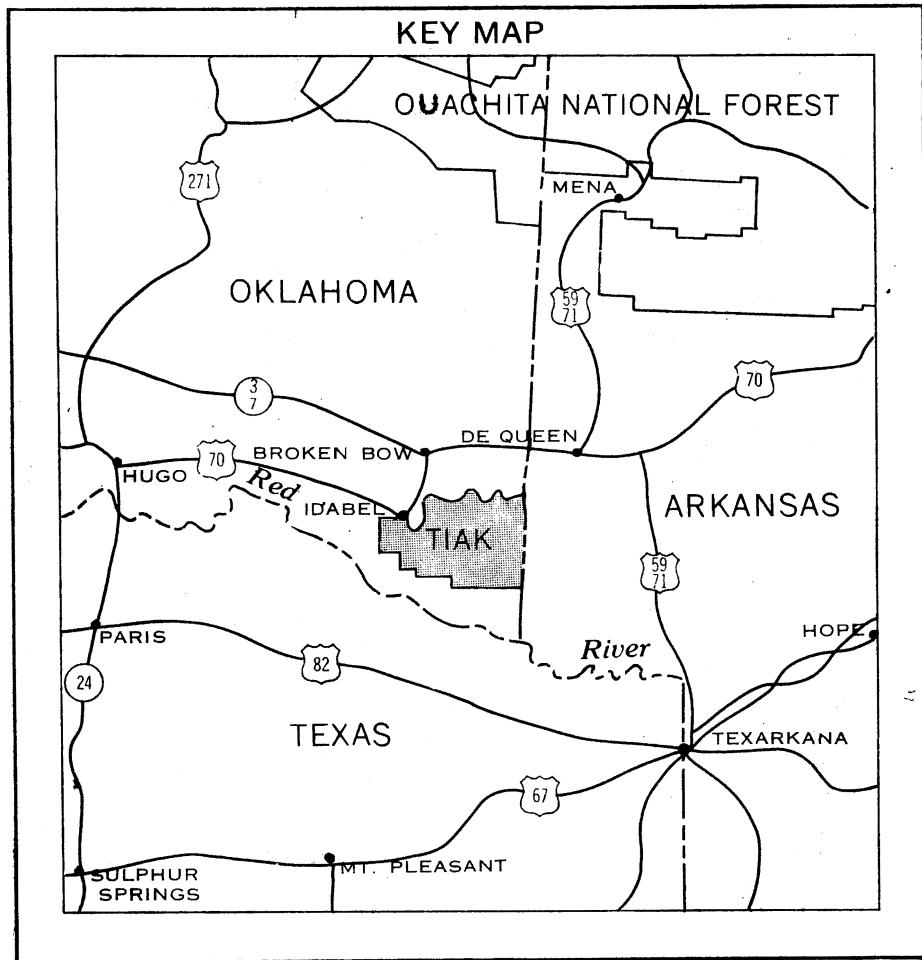 KEY MAP
OUACHITA NATIONAL FOREST
271
MENA
OKLAHOMA
59
71
3
7
70
DE QUEEN
BROKEN BOW
70
HUGO
Red
IDABEL
ARKANSAS
TIAK
59
71
PARIS
HOPE
River
82
24
TEXAS
TEXARKANA
67
MT. PLEASANT
SULPHUR
SPRINGS